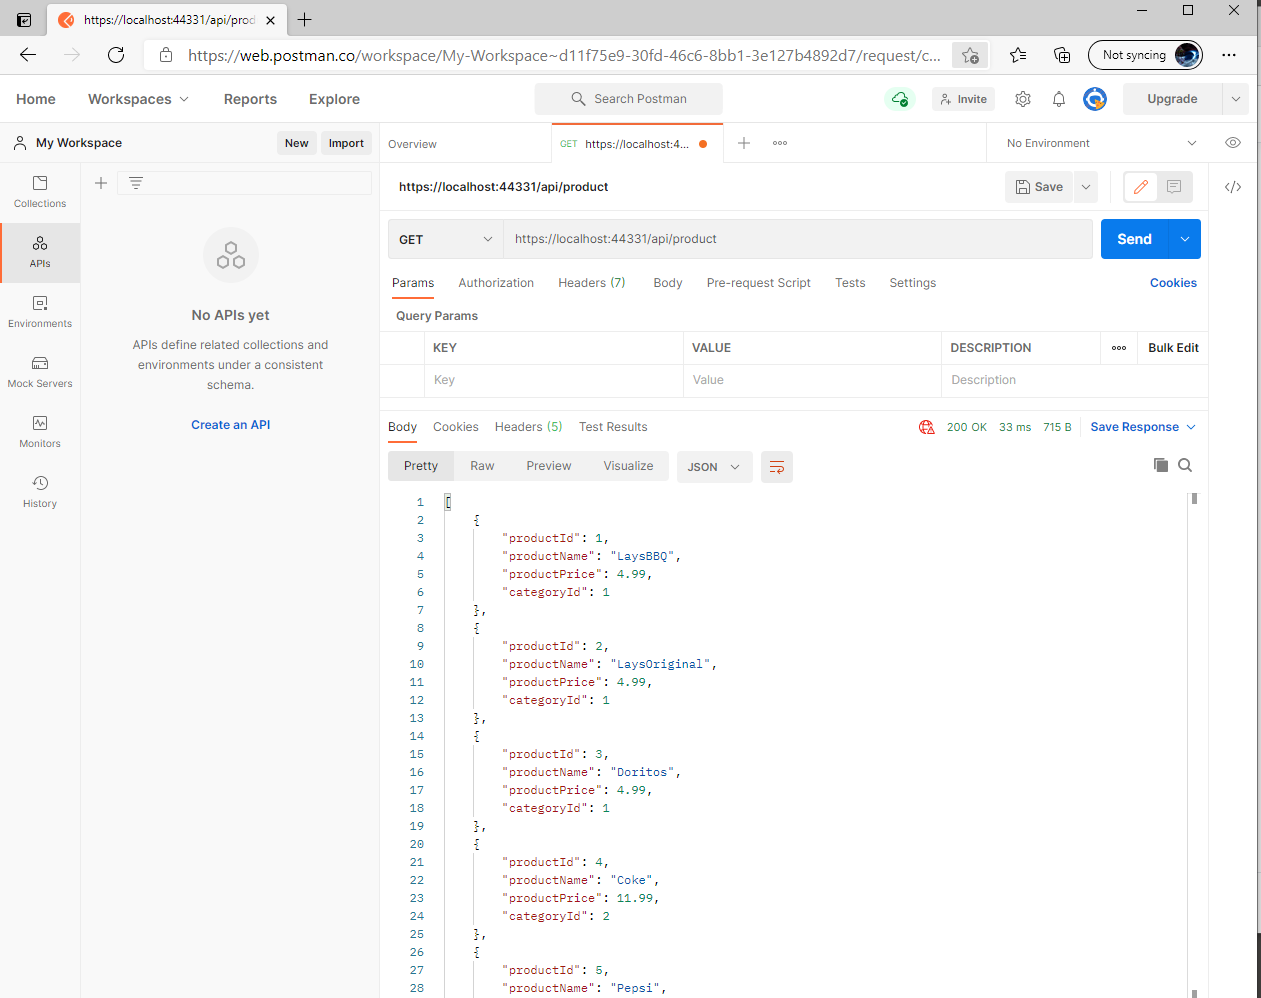 https://localhost:44331/api/prod
https://web.postman.co/workspace/My-Workspace~d11f75e9-30fd-46c6-8bb1-3e127b4892d7/request/c...
Not syncing
Home
Workspaces
Reports
Explore
Search Postman
Invite
Upgrade
My Workspace
New
Import
Overview
GET https://localhost:4...
No Environment
Collections
APIs
Environments
Mock Servers
Monitors
History
No APIs yet
APIs define related collections and
environments under a consistent
schema.
Create an API
https://localhost:44331/api/product
Save
GET
https://localhost:44331/api/product
Send
Params
Authorization
Headers (7)
Body
Pre-request Script
Tests
Settings
Cookies
Query Params
KEY
VALUE
DESCRIPTION
Bulk Edit
Key
Value
Description
Body
Cookies
Headers (5)
Test Results
200 OK
33 ms
715 B
Save Response
Pretty
Raw
Preview
Visualize
JSON
1 [
2 {
3 "productId": 1,
4 "productName": "LaysBBQ",
5 "productPrice": 4.99,
6 "categoryId": 1
7 },
8 {
9 "productId": 2,
10 "productName": "LaysOriginal",
11 "productPrice": 4.99,
12 "categoryId": 1
13 },
14 {
15 "productId": 3,
16 "productName": "Doritos",
17 "productPrice": 4.99,
18 "categoryId": 1
19 },
20 {
21 "productId": 4,
22 "productName": "Coke",
23 "productPrice": 11.99,
24 "categoryId": 2
25 },
26 {
27 "productId": 5,
28 "productName": "Pepsi",